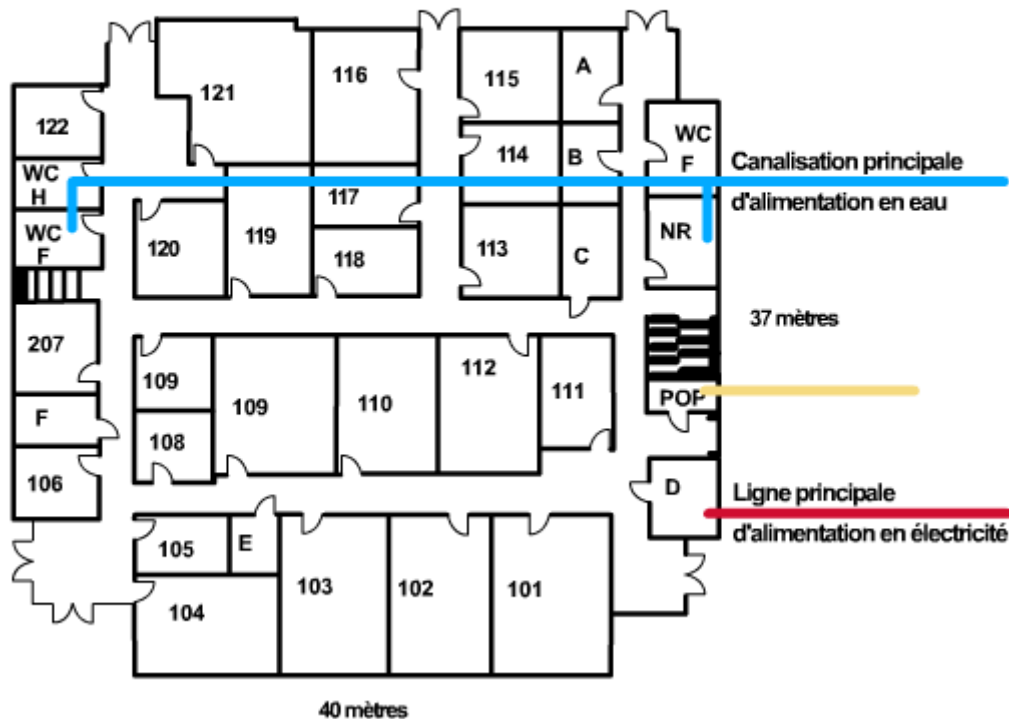 A
116
115
121
122
WC
F
WC
H
114
B
Canalisation principale
d'alimentation en eau
117
WC
F
120
119
118
113
C
NR
37 mètres
207
109
109
110
112
111
POP
F
108
106
D
Ligne principale
d'alimentation en électricité
105
E
104
103
102
101
40 mètres